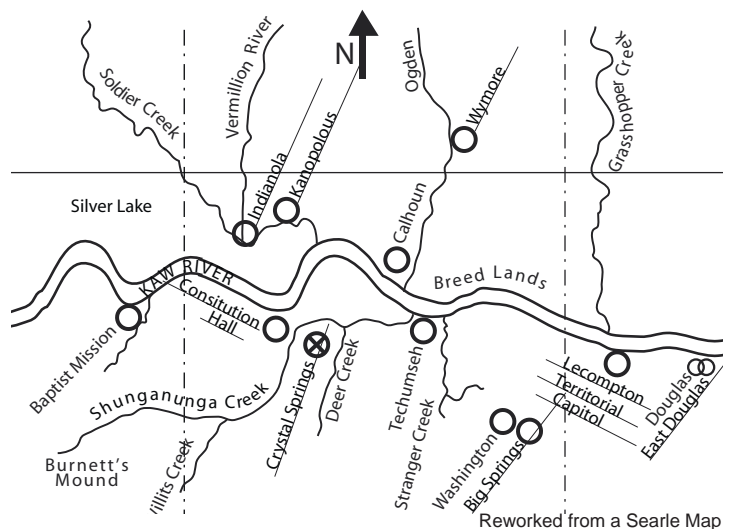 N
Soldier Creek
Vermillion River
Ogden
Wymore
Grasshopper Creek
Silver Lake
Indianola
Kanopolous
Calhoun
KAW RIVER
Breed Lands
Consitution
Hall
Baptist Mission
Shunganunga Creek
Crystal Springs
Deer Creek
Techumseh
Stranger Creek
Lecompton
Territorial
Capitol
Douglas
East Douglas
Washington
Big Springs
Burnett's
Mound
illits Creek
Reworked from a Searle Map